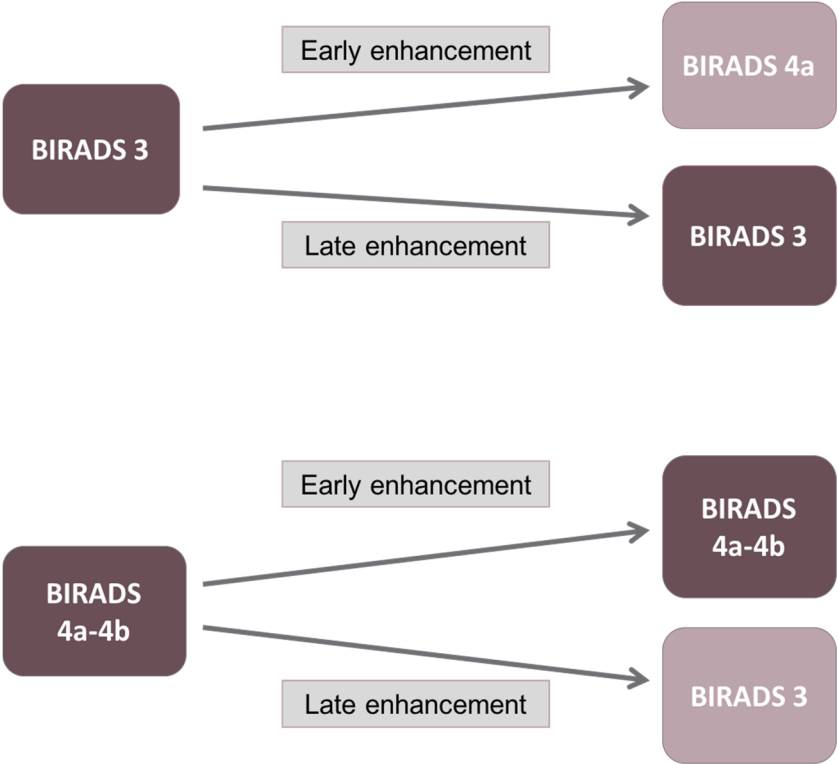 Early enhancement
BIRADS 4a
BIRADS 3
Late enhancement
BIRADS 3
Early enhancement
BIRADS
4a-4b
BIRADS
4a-4b
Late enhancement
BIRADS 3